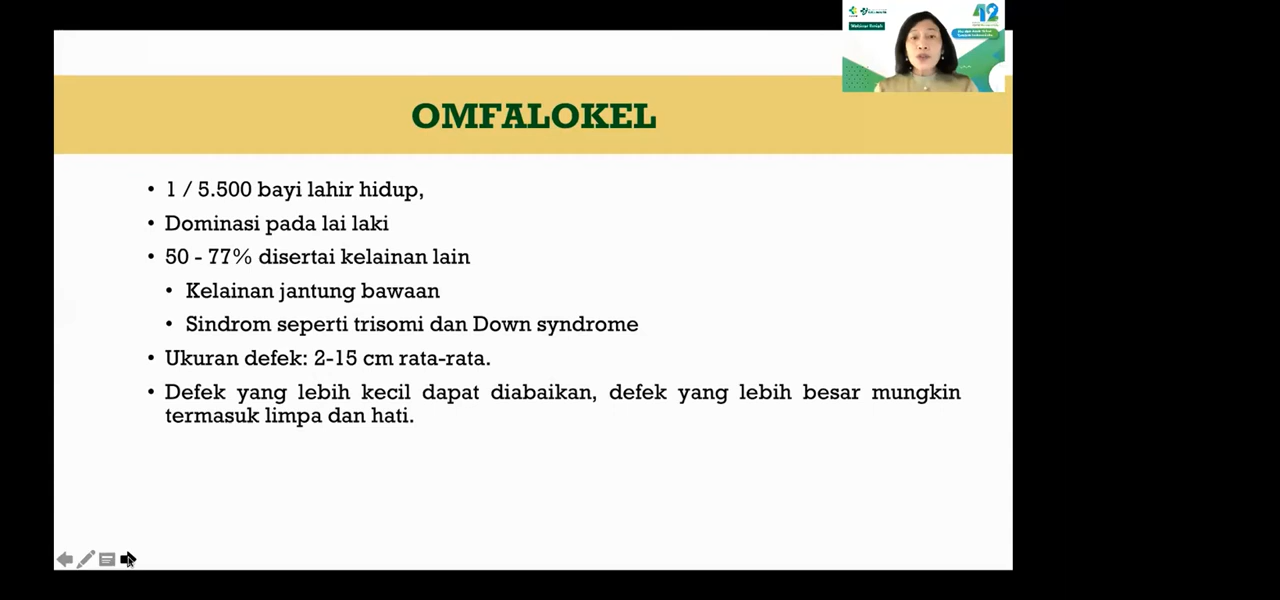 42
Webinar Ilmiah
OMFALOKEL
• 1 / 5.500 bayi lahir hidup,
• Dominasi pada lai laki
• 50 - 77% disertai kelainan lain
• Kelainan jantung bawaan
• Sindrom seperti trisomi dan Down syndrome
• Ukuran defek: 2-15 cm rata-rata.
• Defek yang lebih kecil dapat diabaikan, defek yang lebih besar mungkin
termasuk limpa dan hati.